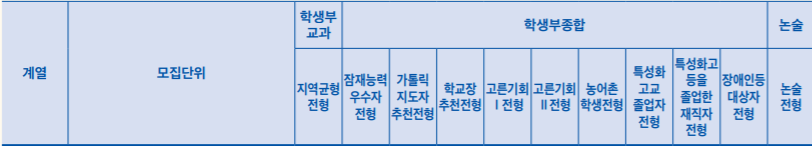 계열
모집단위
학생부
교과
학생부종합
논술
지역균형
전형
잠재능력
우수자
전형
가톨릭
지도자
추천전형
학교장
추천전형
고른기회
Ⅰ전형
고른기회
Ⅱ전형
농어촌
학생전형
특성화
고교
졸업자
전형
특성화고
등을
졸업한
재직자
전형
장애인등
대상자
전형
논술
전형